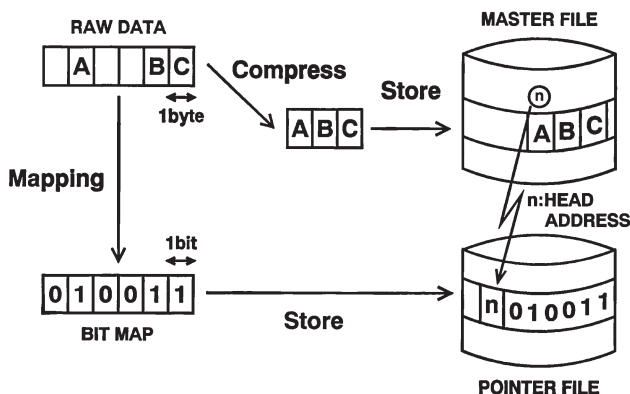 RAW DATA
A B C
1byte
Compress
A B C
Store
MASTER FILE
n
A B C
n:HEAD
ADDRESS
Mapping
1bit
0 1 0 0 1 1
BIT MAP
Store
n 0 1 0 0 1 1
POINTER FILE